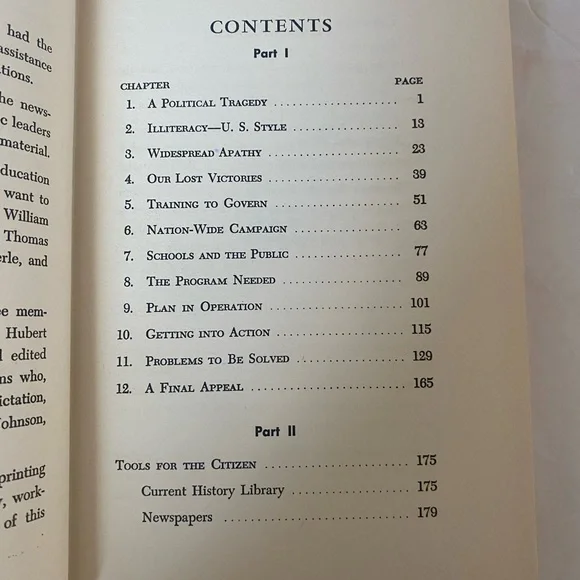 had the
assistance
tions.
he news-
c leaders
material.
ducation
want to
William
Thomas
erle, and
e mem-
Hubert
edited
ns who,
ictation,
ohnson,
printing
work-
of this
CONTENTS
Part I
CHAPTER PAGE
1. A Political Tragedy . . . . . . . . . . . . . . . . . . . . . . 1
2. Illiteracy—U. S. Style . . . . . . . . . . . . . . . . . . . 13
3. Widespread Apathy . . . . . . . . . . . . . . . . . . . . . . 23
4. Our Lost Victories . . . . . . . . . . . . . . . . . . . . . . 39
5. Training to Govern . . . . . . . . . . . . . . . . . . . . . 51
6. Nation-Wide Campaign . . . . . . . . . . . . . . . . . . . 63
7. Schools and the Public . . . . . . . . . . . . . . . . . . . 77
8. The Program Needed . . . . . . . . . . . . . . . . . . . . 89
9. Plan in Operation . . . . . . . . . . . . . . . . . . . . . . 101
10. Getting into Action . . . . . . . . . . . . . . . . . . . . . 115
11. Problems to Be Solved . . . . . . . . . . . . . . . . . . 129
12. A Final Appeal . . . . . . . . . . . . . . . . . . . . . . . . 165
Part II
Tools for the Citizen . . . . . . . . . . . . . . . . . . . . . . . 175
Current History Library . . . . . . . . . . . . . . . . . . . . 175
Newspapers . . . . . . . . . . . . . . . . . . . . . . . . . . . . . 179